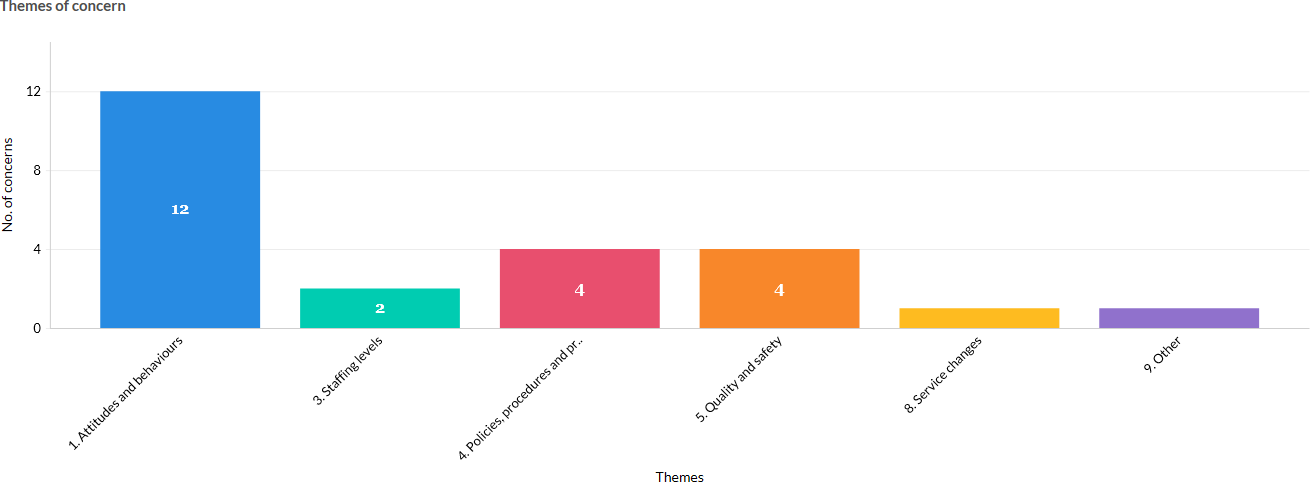 Themes of concern
No. of concerns
12
8
4
0
12
2
4
4
1. Attitudes and behaviours
3. Staffing levels
4. Policies, procedures and pr..
5. Quality and safety
8. Service changes
9. Other
Themes